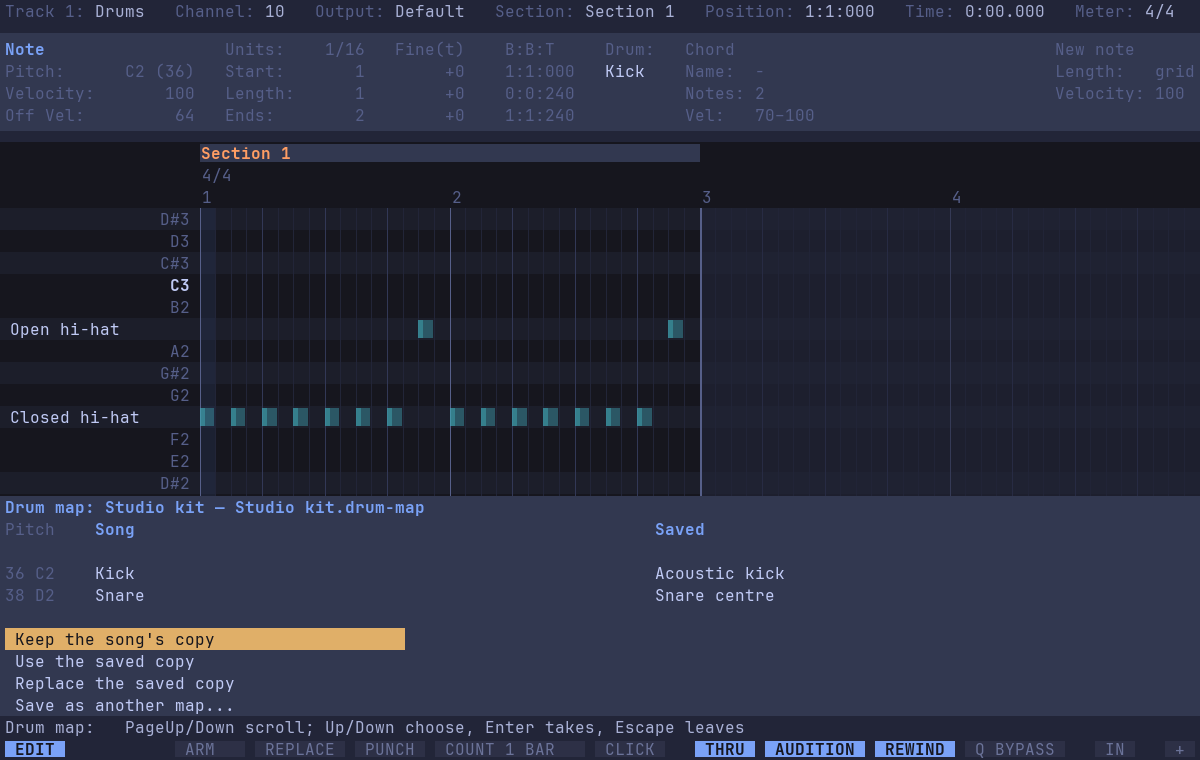 Track 1: Drums Channel: 10 Output: Default Section: Section 1 Position: 1:1:000 Time: 0:00.000 Meter: 4/4
Note Units: 1/16 Fine(t) B:B:T Drum: Chord New note
Pitch: C2 (36) Start: 1 +0 1:1:000 Kick Name: - Length: grid
Velocity: 100 Length: 1 +0 0:0:240 Notes: 2 Velocity: 100
Off Vel: 64 Ends: 2 +0 1:1:240 Vel: 70–100
Section 1
4/4
1 2 3 4
D#3
D3
C#3
C3
B2
Open hi-hat
A2
G#2
G2
Closed hi-hat
F2
E2
D#2
Drum map: Studio kit — Studio kit.drum-map
Pitch Song Saved
36 C2 Kick Acoustic kick
38 D2 Snare Snare centre
Keep the song's copy
Use the saved copy
Replace the saved copy
Save as another map...
Drum map: PageUp/Down scroll; Up/Down choose, Enter takes, Escape leaves
EDIT ARM REPLACE PUNCH COUNT 1 BAR CLICK THRU AUDITION REWIND Q BYPASS IN +